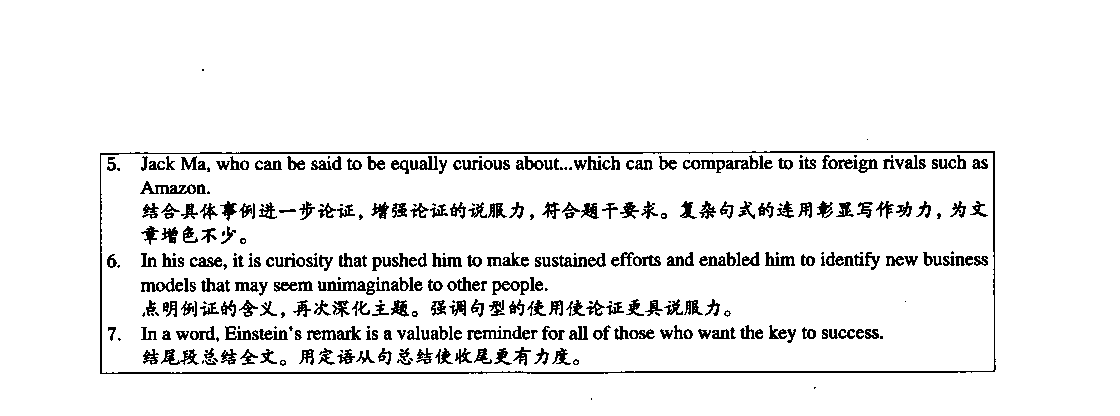 5. Jack Ma, who can be said to be equally curious about...which can be comparable to its foreign rivals such as
Amazon.
结合具体事例进一步论证，增强论证的说服力，符合题干要求。复杂句式的连用彰显写作功力，为文
章增色不少。
6. In his case, it is curiosity that pushed him to make sustained efforts and enabled him to identify new business
models that may seem unimaginable to other people.
点明例证的含义，再次深化主题。强调句型的使用使论证更具说服力。
7. In a word, Einstein's remark is a valuable reminder for all of those who want the key to success.
结尾段总结全文。用定语从句总结使收尾更有力度。